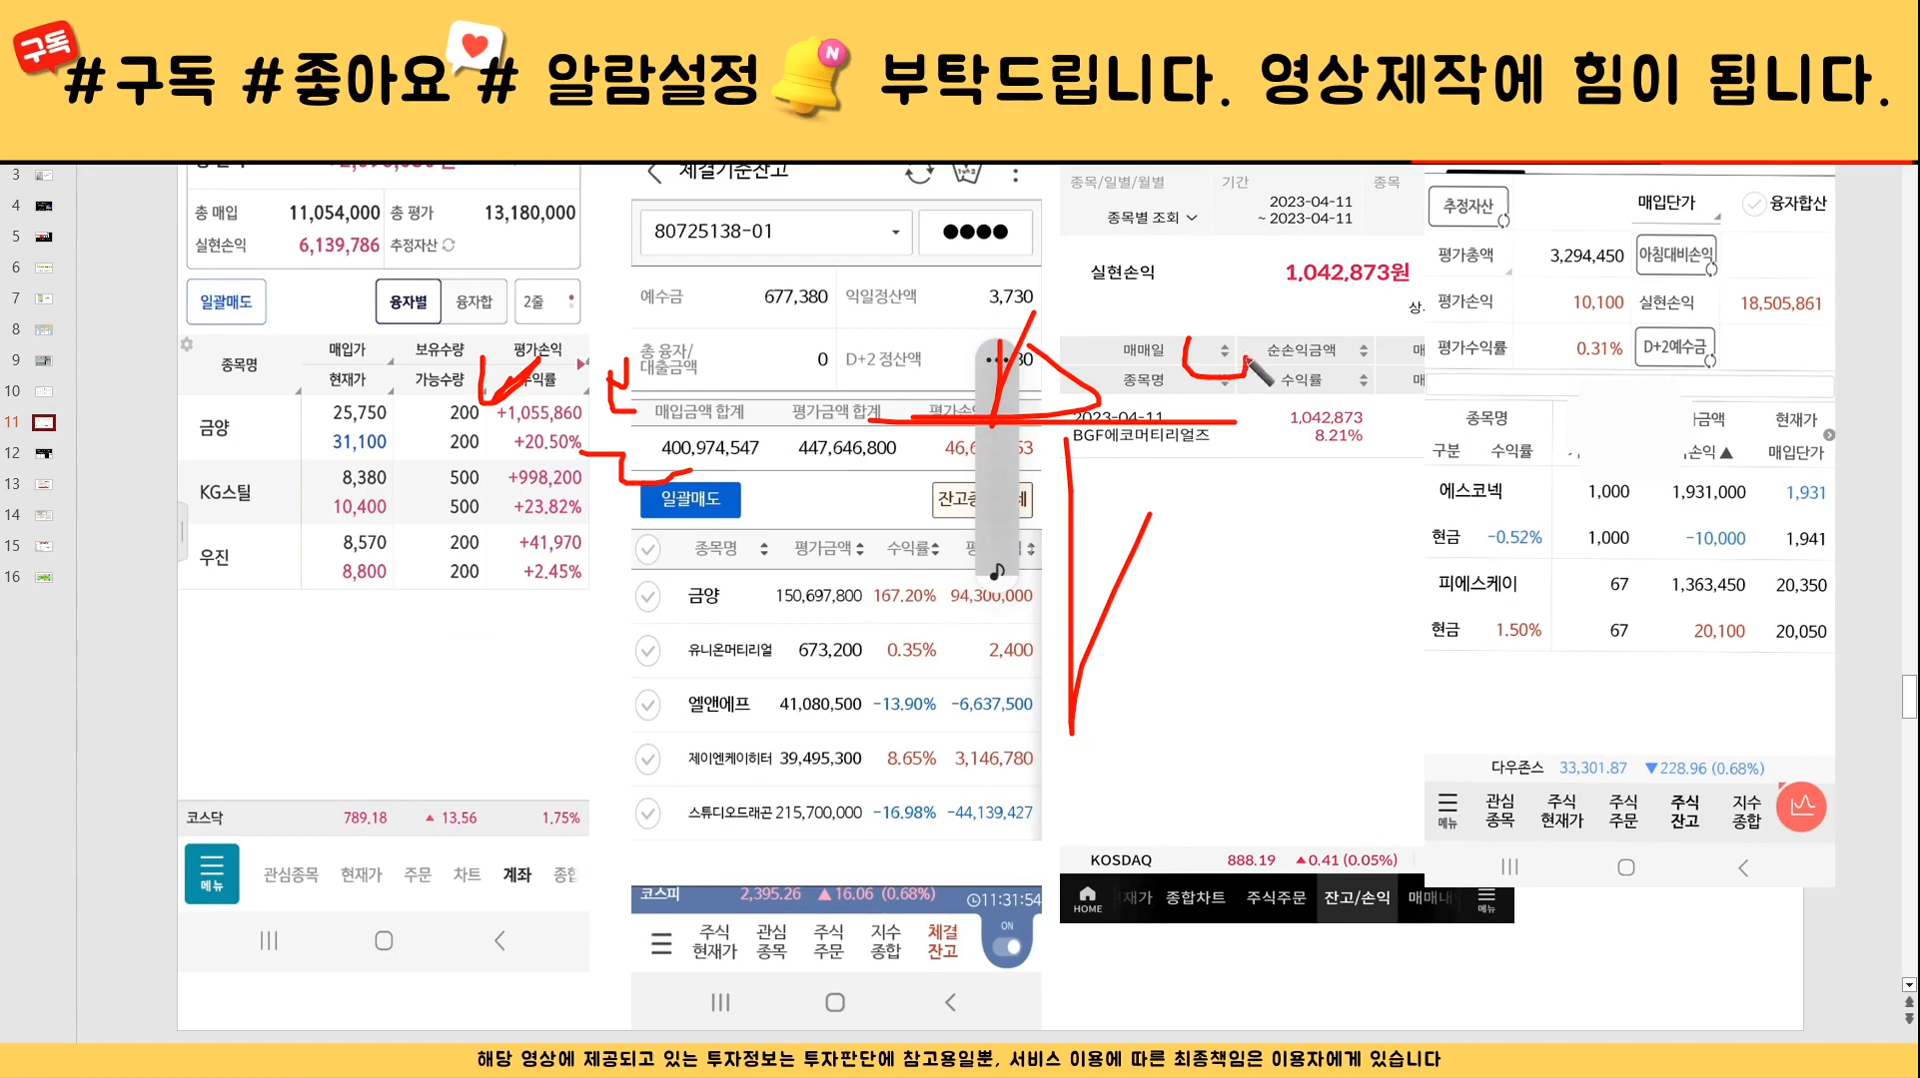 구독
#구독 #좋아요 # 알람설정 N 부탁드립니다. 영상제작에 힘이 됩니다.
3
4
5
6
7
8
9
10
11
12
13
14
15
16
총 매입 11,054,000 총 평가 13,180,000
실현손익 6,139,786 추정자산
일괄매도 융자별 융자합 2줄
종목명 매입가 보유수량 평가손익
현재가 가능수량
금양 25,750 200 +1,055,860
31,100 200 +20.50%
KG스틸 8,380 500 +998,200
10,400 500 +23.82%
우진 8,570 200 +41,970
8,800 200 +2.45%
코스닥 789.18 ▲ 13.56 1.75%
메뉴 관심종목 현재가 주문 차트 계좌 종합
체결기준잔고
80725138-01
예수금 677,380 익일정산액 3,730
총 융자/
대출금액 0 D+2 정산액
매입금액 합계 평가금액 합계
400,974,547 447,646,800
일괄매도
종목명 평가금액 수익률
금양 150,697,800 167.20% 94,300,000
유니온머티리얼 673,200 0.35% 2,400
엘앤에프 41,080,500 -13.90% -6,637,500
제이엔케이히터 39,495,300 8.65% 3,146,780
스튜디오드래곤 215,700,000 -16.98% -44,139,427
코스피 2,395.26 ▲ 16.06 (0.68%) 11:31:54
ON
주식
현재가 관심
종목 주식
주문 지수
종합 체결
잔고
종목/일별/월별 기간 종목
종목별 조회 2023-04-11
~ 2023-04-11
실현손익 1,042,873원
매매일 순손익금액
종목명 수익률
2023-04-11 1,042,873
BGF에코머티리얼즈 8.21%
KOSDAQ 888.19 ▲0.41 (0.05%)
HOME 종합차트 주식주문 잔고/손익 메뉴
추정자산 매입단가 융자합산
평가총액 3,294,450 아침대비손익
평가손익 10,100 실현손익 18,505,861
평가수익률 0.31% D+2예수금
종목명 현재가
구분 수익률 매입단가
에스코넥 1,000 1,931,000 1,931
현금 -0.52% 1,000 -10,000 1,941
피에스케이 67 1,363,450 20,350
현금 1.50% 67 20,100 20,050
다우존스 33,301.87 ▼228.96 (0.68%)
메뉴 관심
종목 주식
현재가 주식
주문 주식
잔고 지수
종합
해당 영상에 제공되고 있는 투자정보는 투자판단에 참고용일뿐, 서비스 이용에 따른 최종책임은 이용자에게 있습니다